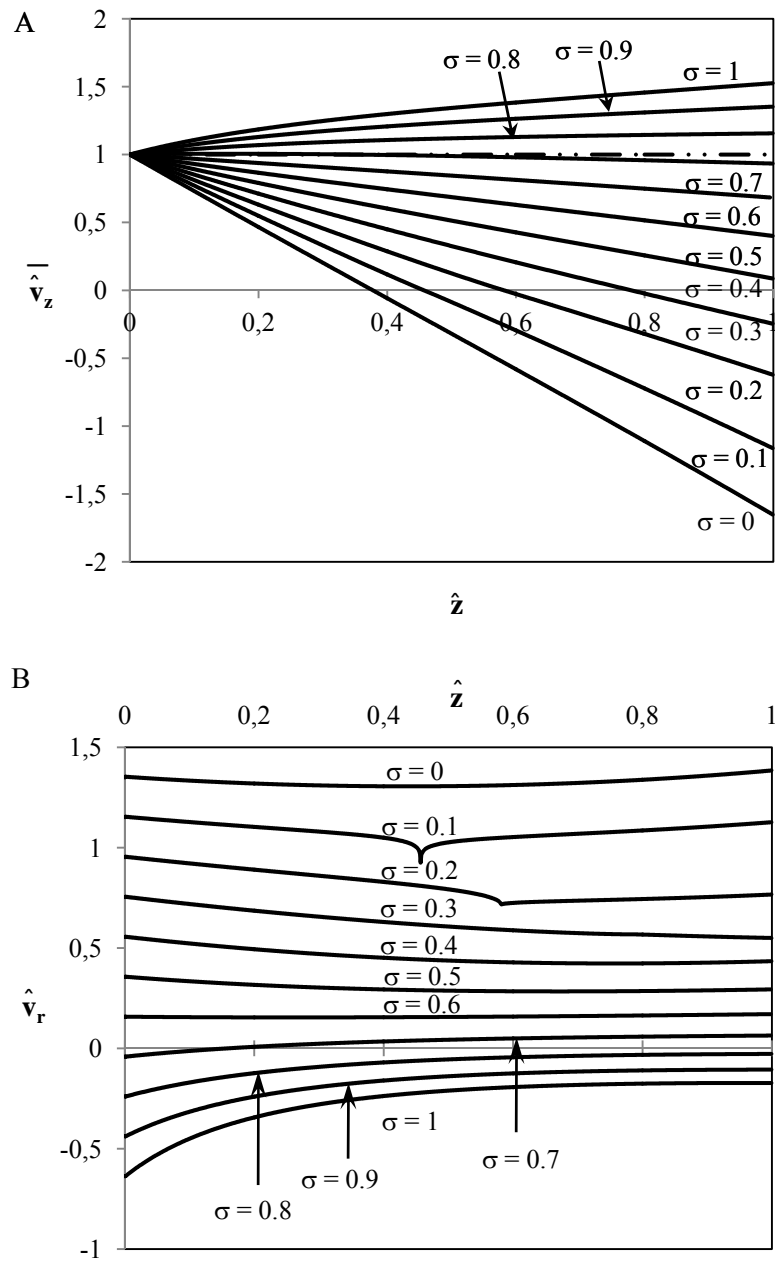 A
2
1,5
1
0,5
0
-0,5
-1
-1,5
-2
v̂z
0 0,2 0,4 0,6 0,8 1
σ = 0.8
σ = 0.9
σ = 1
σ = 0.7
σ = 0.6
σ = 0.5
σ = 0.4
σ = 0.3
σ = 0.2
σ = 0.1
σ = 0
ẑ
B
ẑ
0 0,2 0,4 0,6 0,8 1
1,5
1
0,5
0
-0,5
-1
v̂r
σ = 0
σ = 0.1
σ = 0.2
σ = 0.3
σ = 0.4
σ = 0.5
σ = 0.6
σ = 1
σ = 0.7
σ = 0.9
σ = 0.8